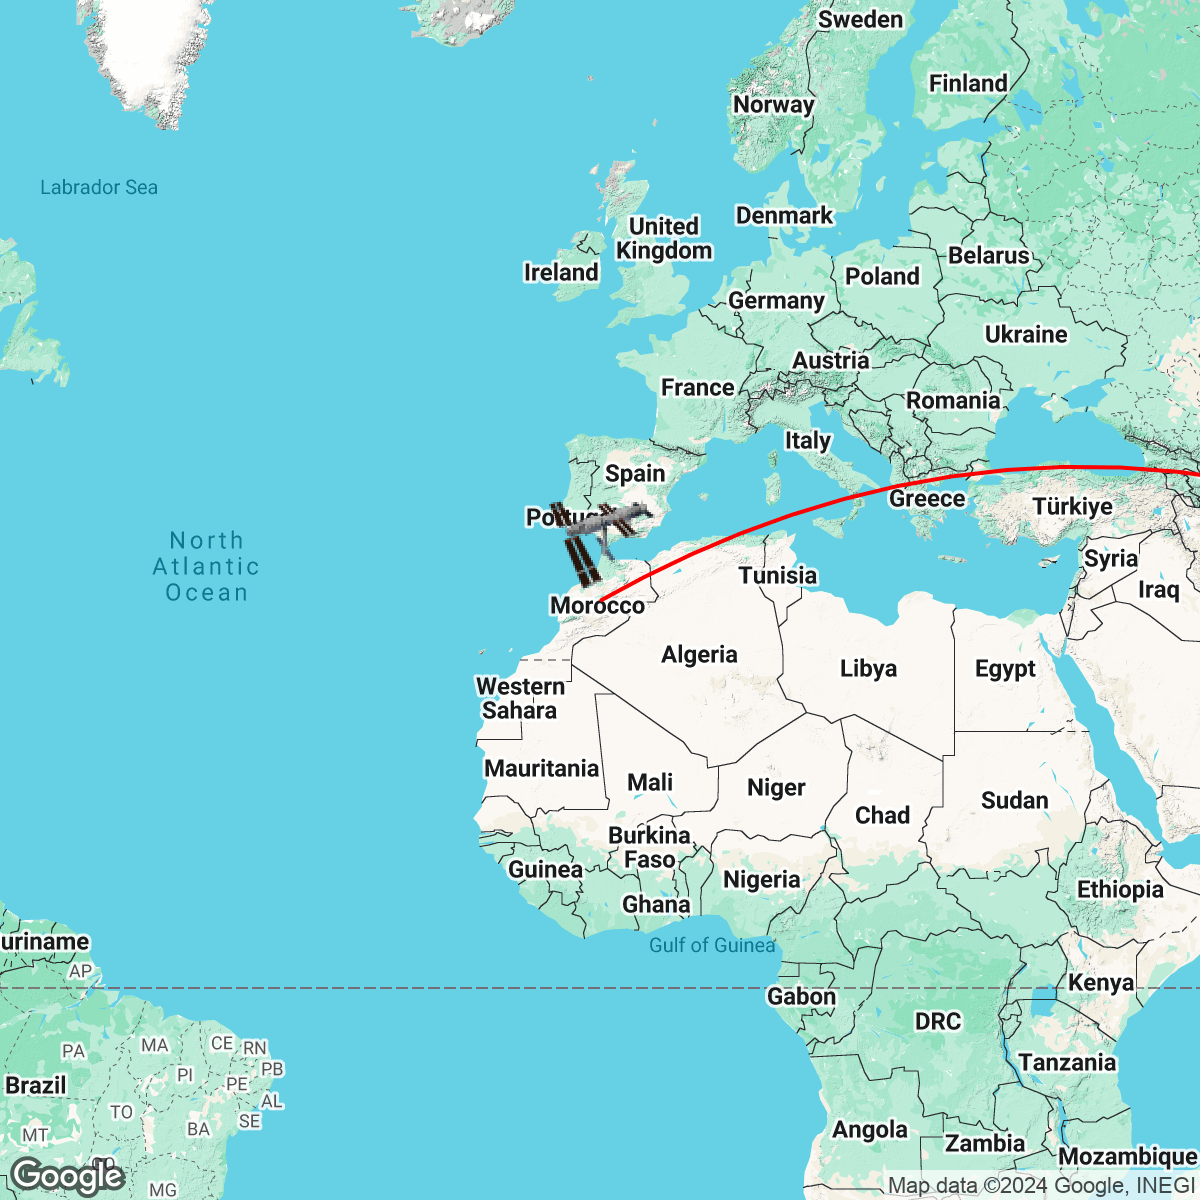 Sweden
Finland
Norway
Labrador Sea
Denmark
United
Kingdom
Belarus
Ireland
Poland
Germany
Ukraine
Austria
France
Romania
Italy
Spain
Greece
Türkiye
Portug
North
Atlantic
Ocean
Syria
Tunisia
Iraq
Morocco
Algeria
Libya
Egypt
Western
Sahara
Mauritania
Mali
Niger
Sudan
Chad
Burkina
Faso
Guinea
Nigeria
Ethiopia
Ghana
uriname
Gulf of Guinea
AP
Kenya
Gabon
DRC
MA
CE
RN
PA
Tanzania
PI
PB
Brazil
PE
AL
TO
SE
BA
Angola
MT
Zambia
Mozambique
MG
Google
Map data ©2024 Google, INEGI